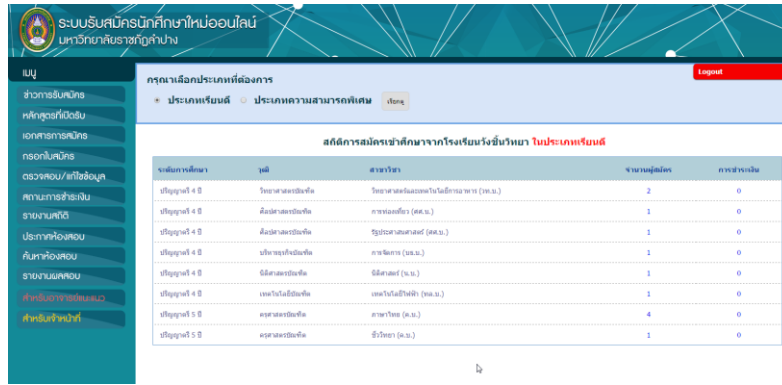 ระบบรับสมัครนักศึกษาใหม่ออนไลน์
มหาวิทยาลัยราชภัฏลำปาง
เมนู
ข่าวการรับสมัคร
หลักสูตรที่เปิดรับ
เอกสารการสมัคร
กรอกใบสมัคร
ตรวจสอบ/แก้ไขข้อมูล
สถานะการชำระเงิน
รายงานสถิติ
ประกาศห้องสอบ
ค้นหาห้องสอบ
รายงานผลสอบ
สำหรับอาจารย์แนะแนว
สำหรับเจ้าหน้าที่
กรุณาเลือกประเภทที่ต้องการ
Logout
ประเภทเรียนดี ประเภทความสามารถพิเศษ เรียกดู
สถิติการสมัครเข้าศึกษาจากโรงเรียนวังชิ้นวิทยา ในประเภทเรียนดี
ระดับการศึกษา วุฒิ สาขาวิชา จำนวนผู้สมัคร การชำระเงิน
ปริญญาตรี 4 ปี วิทยาศาสตรบัณฑิต วิทยาศาสตร์และเทคโนโลยีการอาหาร (วท.บ.) 2 0
ปริญญาตรี 4 ปี ศิลปศาสตรบัณฑิต การท่องเที่ยว (ศศ.บ.) 1 0
ปริญญาตรี 4 ปี ศิลปศาสตรบัณฑิต รัฐประศาสนศาสตร์ (ศศ.บ.) 1 0
ปริญญาตรี 4 ปี บริหารธุรกิจบัณฑิต การจัดการ (บธ.บ.) 1 0
ปริญญาตรี 4 ปี นิติศาสตรบัณฑิต นิติศาสตร์ (น.บ.) 1 0
ปริญญาตรี 4 ปี เทคโนโลยีบัณฑิต เทคโนโลยีไฟฟ้า (ทล.บ.) 1 0
ปริญญาตรี 5 ปี ครุศาสตรบัณฑิต ภาษาไทย (ค.บ.) 4 0
ปริญญาตรี 5 ปี ครุศาสตรบัณฑิต ชีววิทยา (ค.บ.) 1 0